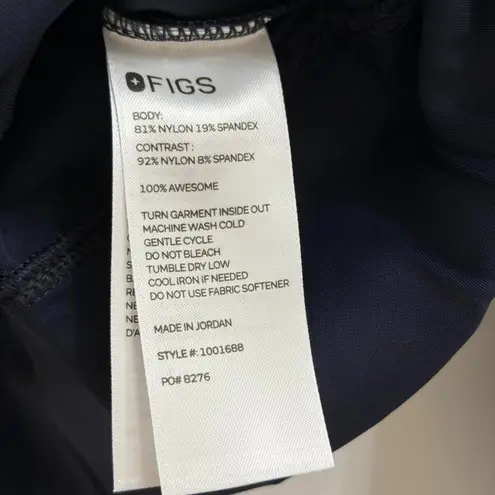 FIGS
BODY:
81% NYLON 19% SPANDEX
CONTRAST:
92% NYLON 8% SPANDEX
100% AWESOME
TURN GARMENT INSIDE OUT
MACHINE WASH COLD
GENTLE CYCLE
DO NOT BLEACH
TUMBLE DRY LOW
COOL IRON IF NEEDED
DO NOT USE FABRIC SOFTENER
MADE IN JORDAN
STYLE #: 1001688
PO# 8276